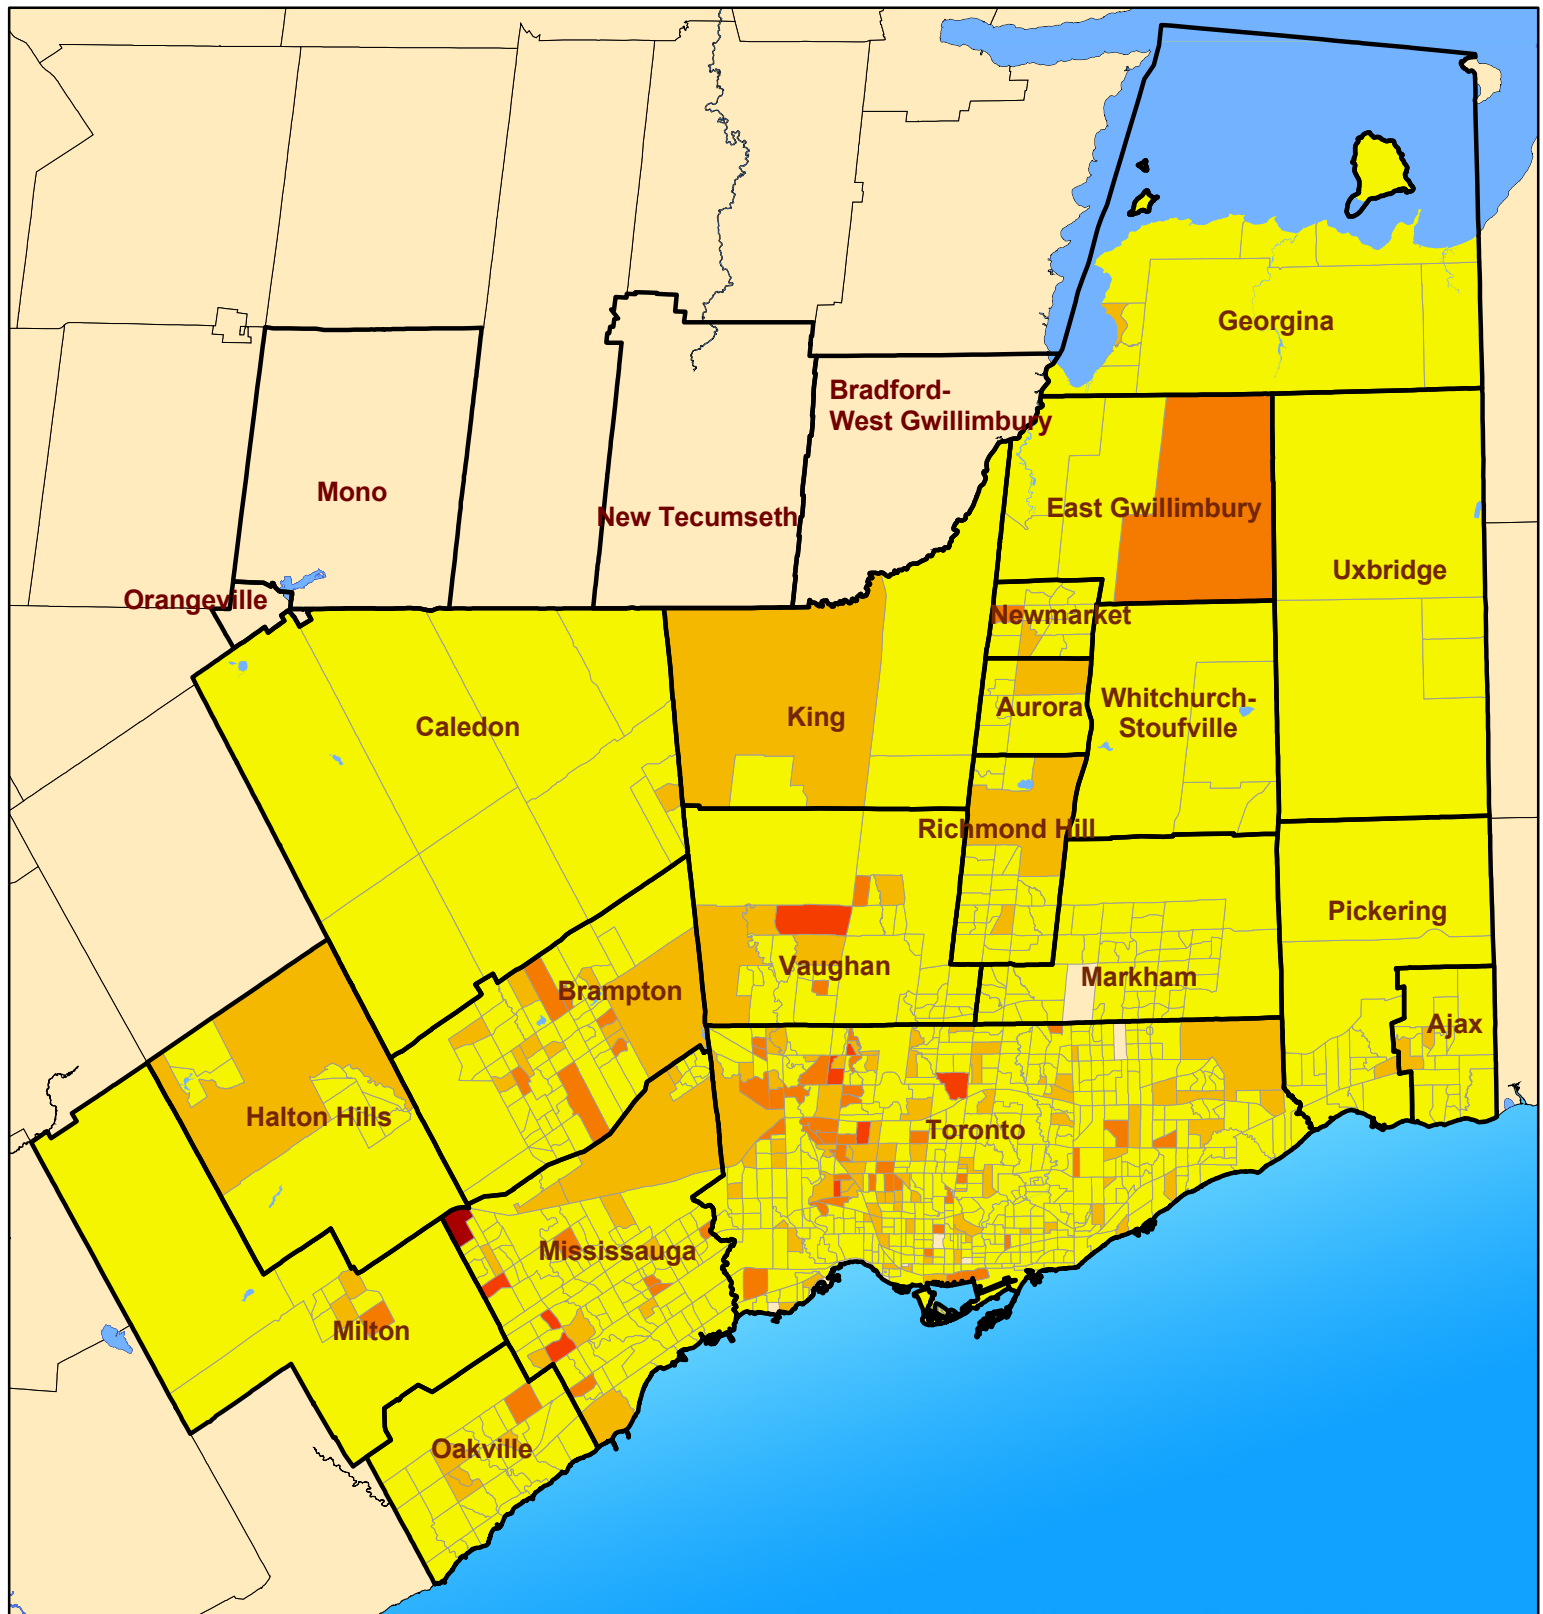 Georgina
Bradford-
West Gwillimbury
Mono
New Tecumseth
East Gwillimbury
Uxbridge
Orangeville
Newmarket
Caledon
King
Aurora
Whitchurch-
Stoufville
Richmond Hill
Vaughan
Brampton
Markham
Pickering
Ajax
Halton Hills
Toronto
Mississauga
Milton
Oakville